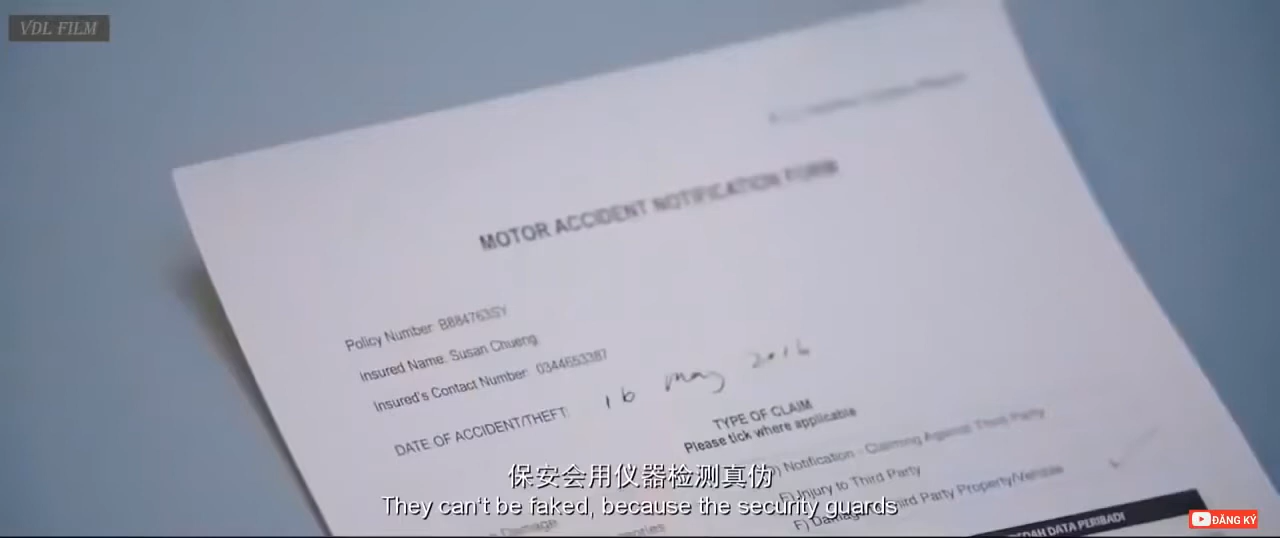 VDL FILM
MOTOR ACCIDENT NOTIFICATION FORM
Policy Number: B884763SY
Insured Name: Susan Chueng
Insured's Contact Number: 0344653387
DATE OF ACCIDENT/THEFT: 16 may 2016
TYPE OF CLAIM
Please tick where applicable
D) Notification - Claiming Against Third Party
E) Injury to Third Party
F) Damage Third Party Property/Vehicle
Damage
DATA PERIBADI
保安会用仪器检测真伪
They can't be faked, because the security guards
ĐĂNG KÝ